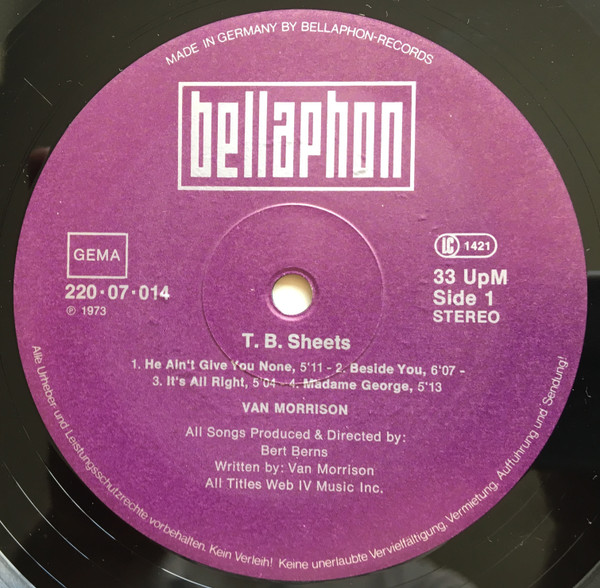 MADE IN GERMANY BY BELLAPHON-RECORDS
bellaphon
GEMA
LC 1421
220·07·014
℗ 1973
33 UpM
Side 1
STEREO
T. B. Sheets
1. He Ain't Give You None, 5'11 - 2. Beside You, 6'07 -
3. It's All Right, 5'04 - 4. Madame George, 5'13
VAN MORRISON
All Songs Produced & Directed by:
Bert Berns
Written by: Van Morrison
All Titles Web IV Music Inc.
Alle Urheber und Leistungsschutzrechte vorbehalten. Kein Verleih! Keine unerlaubte Vervielfältigung, Vermietung, Aufführung und Sendung!